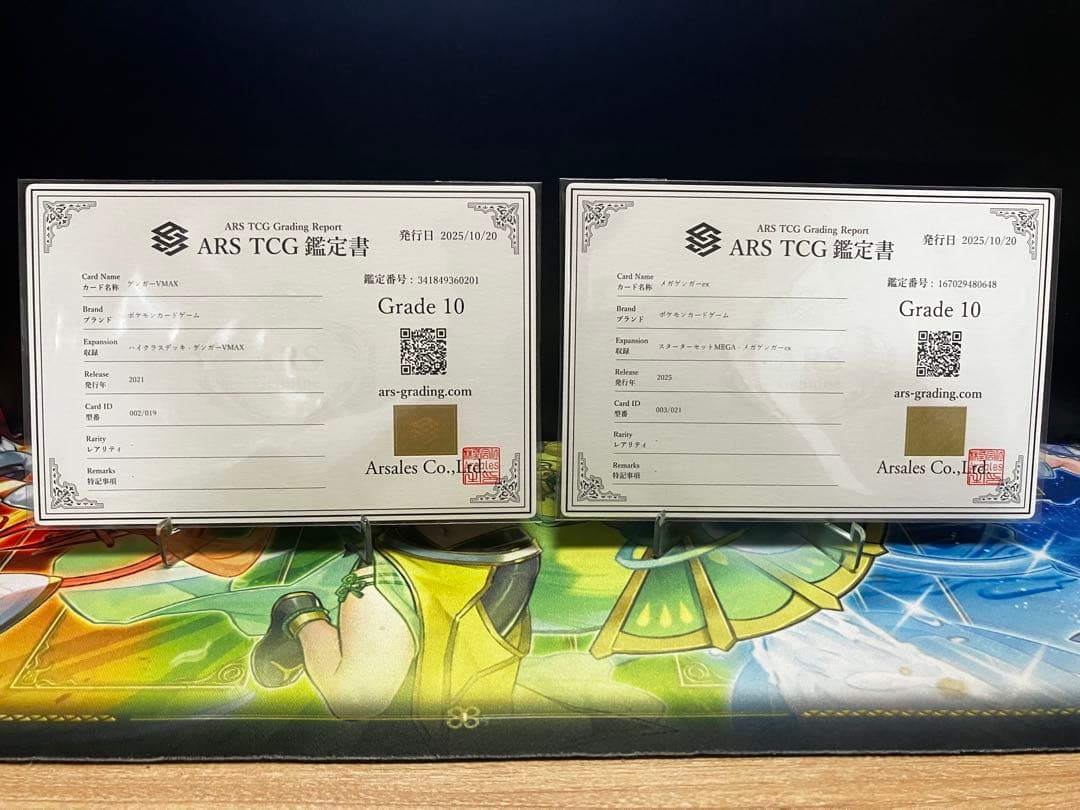 ARS TCG Grading Report
ARS TCG 鑑定書
発行日 2025/10/20
Card Name
カード名称 ゲンガーVMAX
鑑定番号 : 341849360201
Brand
ブランド ポケモンカードゲーム
Grade 10
Expansion
収録 ハイクラスデッキ - ゲンガーVMAX
Release
発行年 2021
ars-grading.com
Card ID
型番 002/019
Rarity
レアリティ -
Remarks
特記事項
Arsales Co.,Ltd.
ARS TCG Grading Report
ARS TCG 鑑定書
発行日 2025/10/20
Card Name
カード名称 メガゲンガーex
鑑定番号 : 167029480648
Brand
ブランド ポケモンカードゲーム
Grade 10
Expansion
収録 スターターセットMEGA - メガゲンガーex
Release
発行年 2025
ars-grading.com
Card ID
型番 003/021
Rarity
レアリティ -
Remarks
特記事項
Arsales Co.,Ltd.